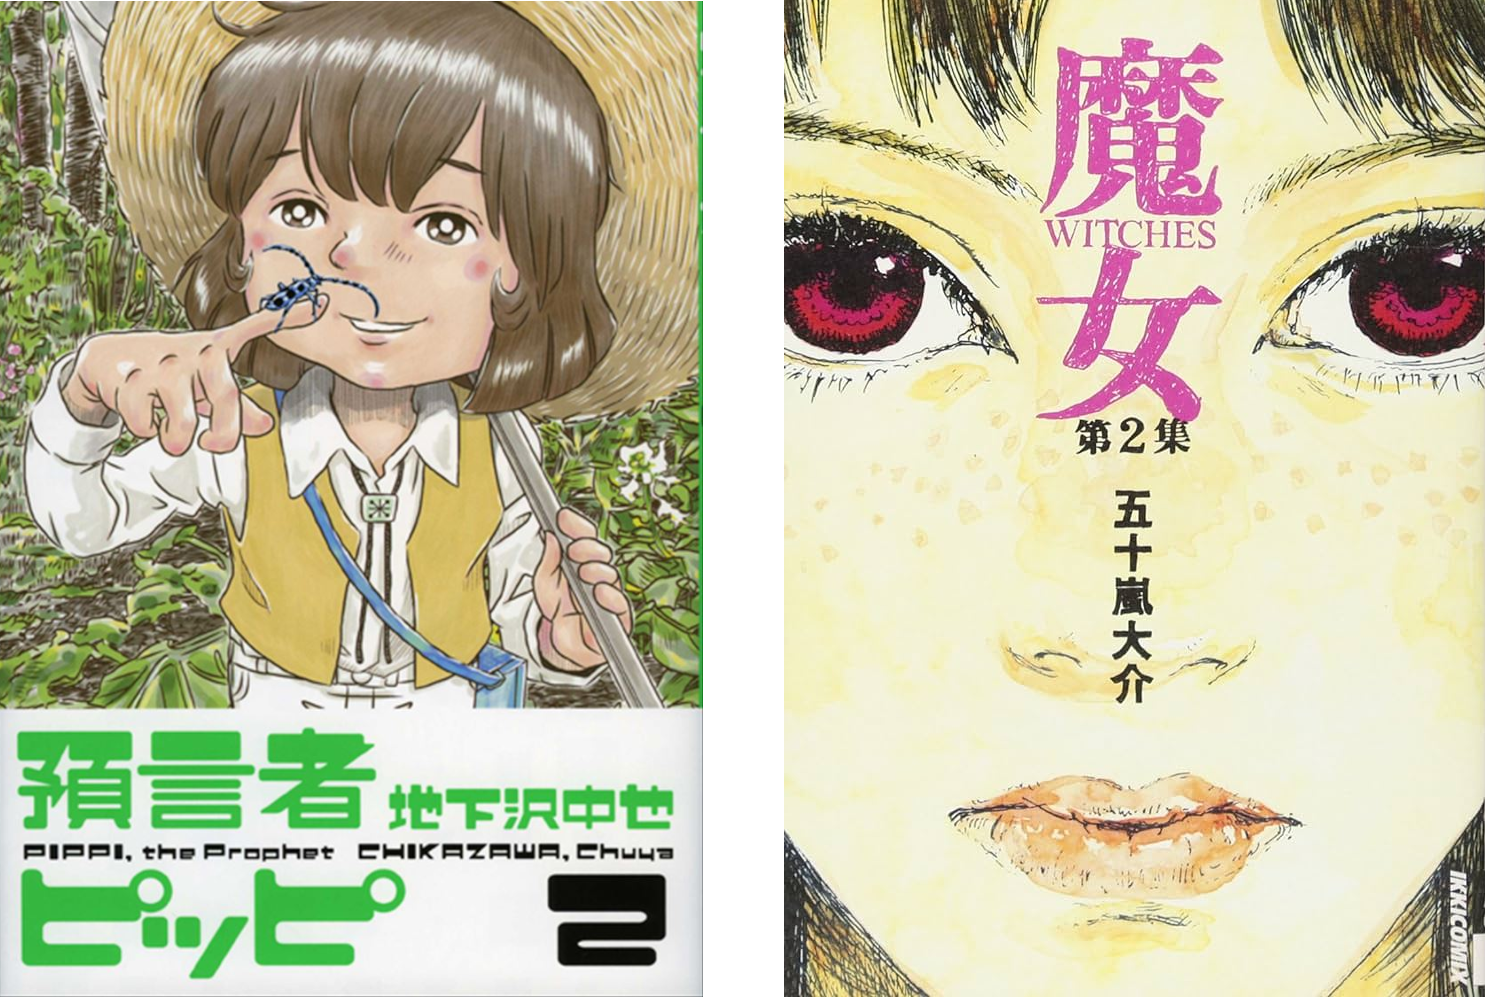 預言者 地下沢中也
PIPPI, the Prophet CHIKAZAWA, Chuya
ピッピ 2
魔
WITCHES
女
第2集
五十嵐大介
IKKI COMIX